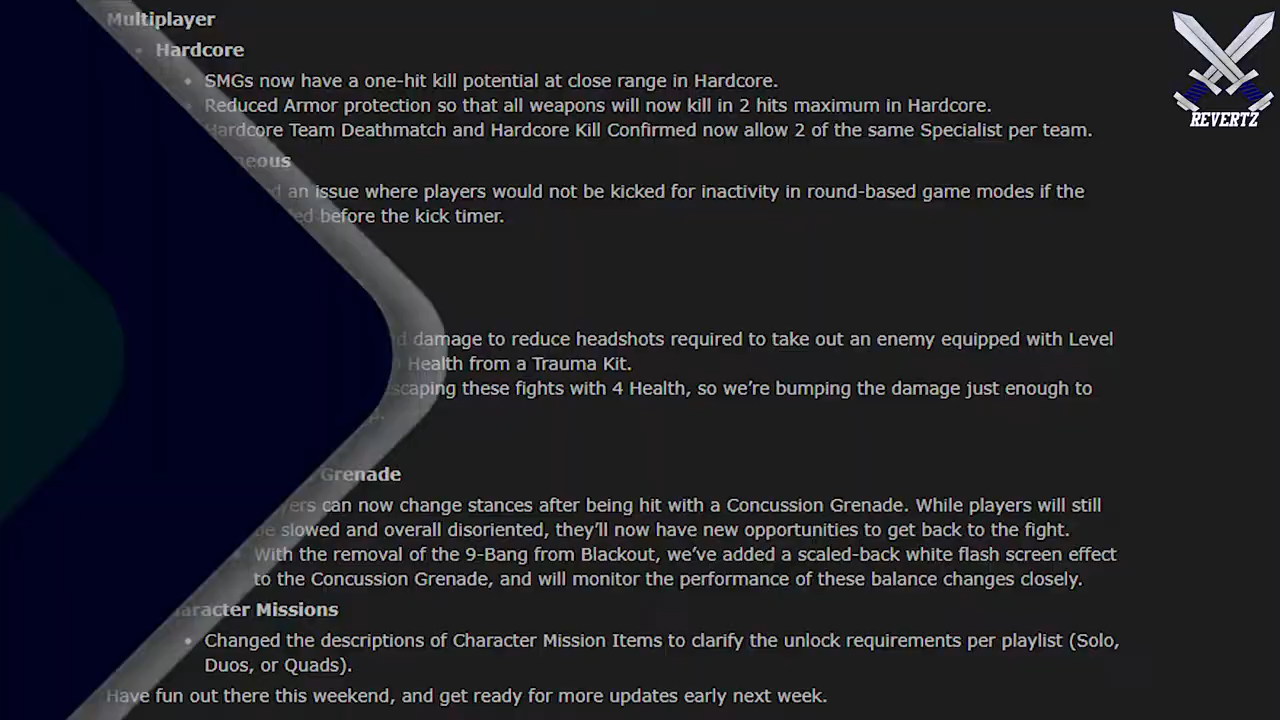 Multiplayer
Hardcore
SMGs now have a one-hit kill potential at close range in Hardcore.
Reduced Armor protection so that all weapons will now kill in 2 hits maximum in Hardcore.
Hardcore Team Deathmatch and Hardcore Kill Confirmed now allow 2 of the same Specialist per team.
REVERTZ
an issue where players would not be kicked for inactivity in round-based game modes if the
before the kick timer.
damage to reduce headshots required to take out an enemy equipped with Level
Health from a Trauma Kit.
these fights with 4 Health, so we're bumping the damage just enough to
Grenade
can now change stances after being hit with a Concussion Grenade. While players will still
be slowed and overall disoriented, they'll now have new opportunities to get back to the fight.
With the removal of the 9-Bang from Blackout, we've added a scaled-back white flash screen effect
to the Concussion Grenade, and will monitor the performance of these balance changes closely.
Character Missions
Changed the descriptions of Character Mission Items to clarify the unlock requirements per playlist (Solo,
Duos, or Quads).
Have fun out there this weekend, and get ready for more updates early next week.